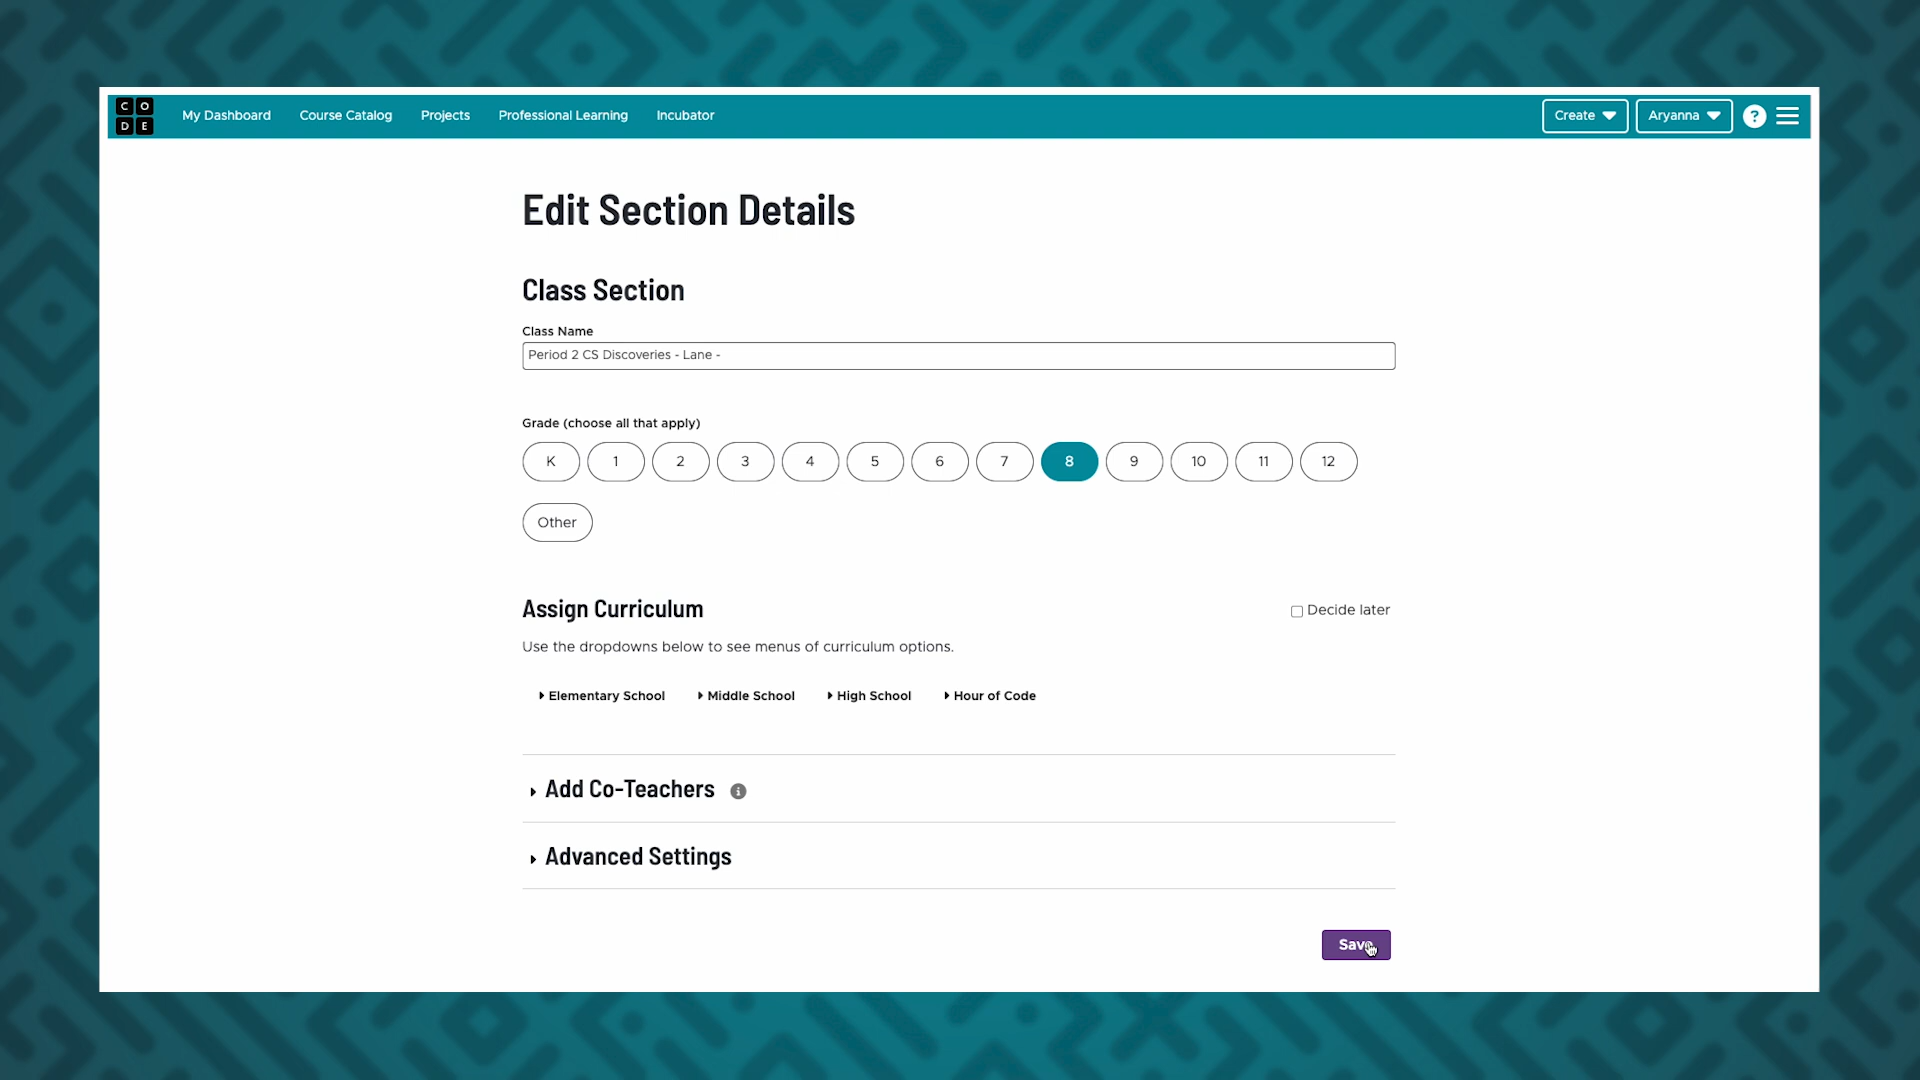 C O
D E
My Dashboard Course Catalog Projects Professional Learning Incubator Create Aryanna ?
Edit Section Details
Class Section
Class Name
Period 2 CS Discoveries - Lane -
Grade (choose all that apply)
K 1 2 3 4 5 6 7 8 9 10 11 12
Other
Assign Curriculum
Decide later
Use the dropdowns below to see menus of curriculum options.
Elementary School Middle School High School Hour of Code
Add Co-Teachers i
Advanced Settings
Save